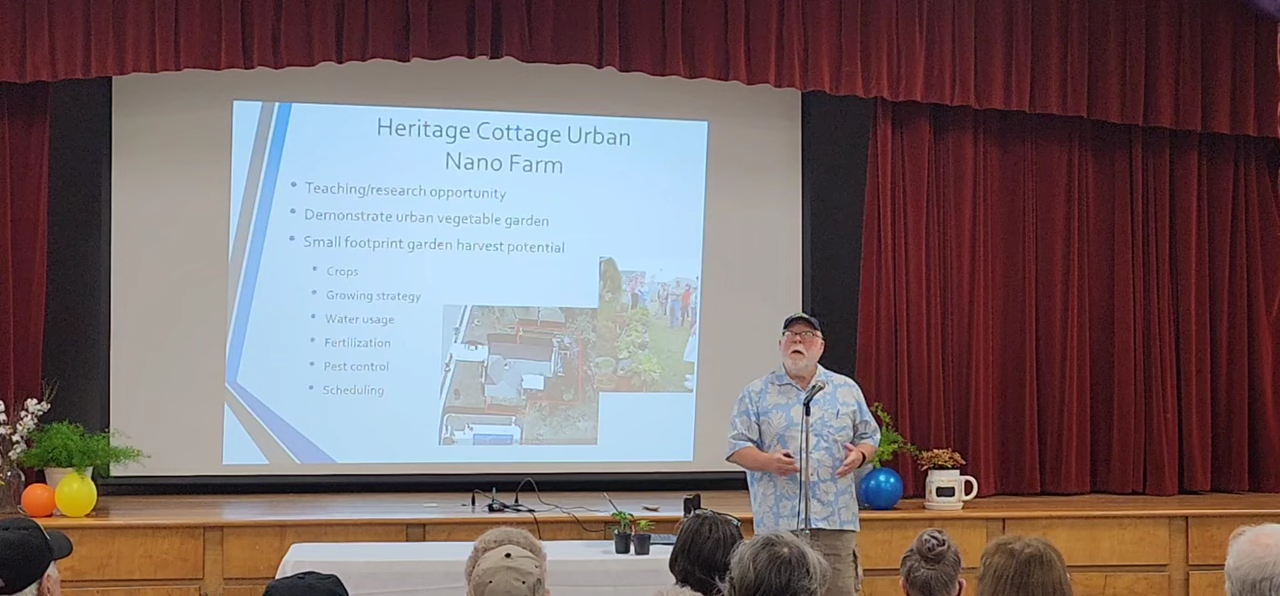 Heritage Cottage Urban
Nano Farm
Teaching/research opportunity
Demonstrate urban vegetable garden
Small footprint garden harvest potential
Crops
Growing strategy
Water usage
Fertilization
Pest control
Scheduling